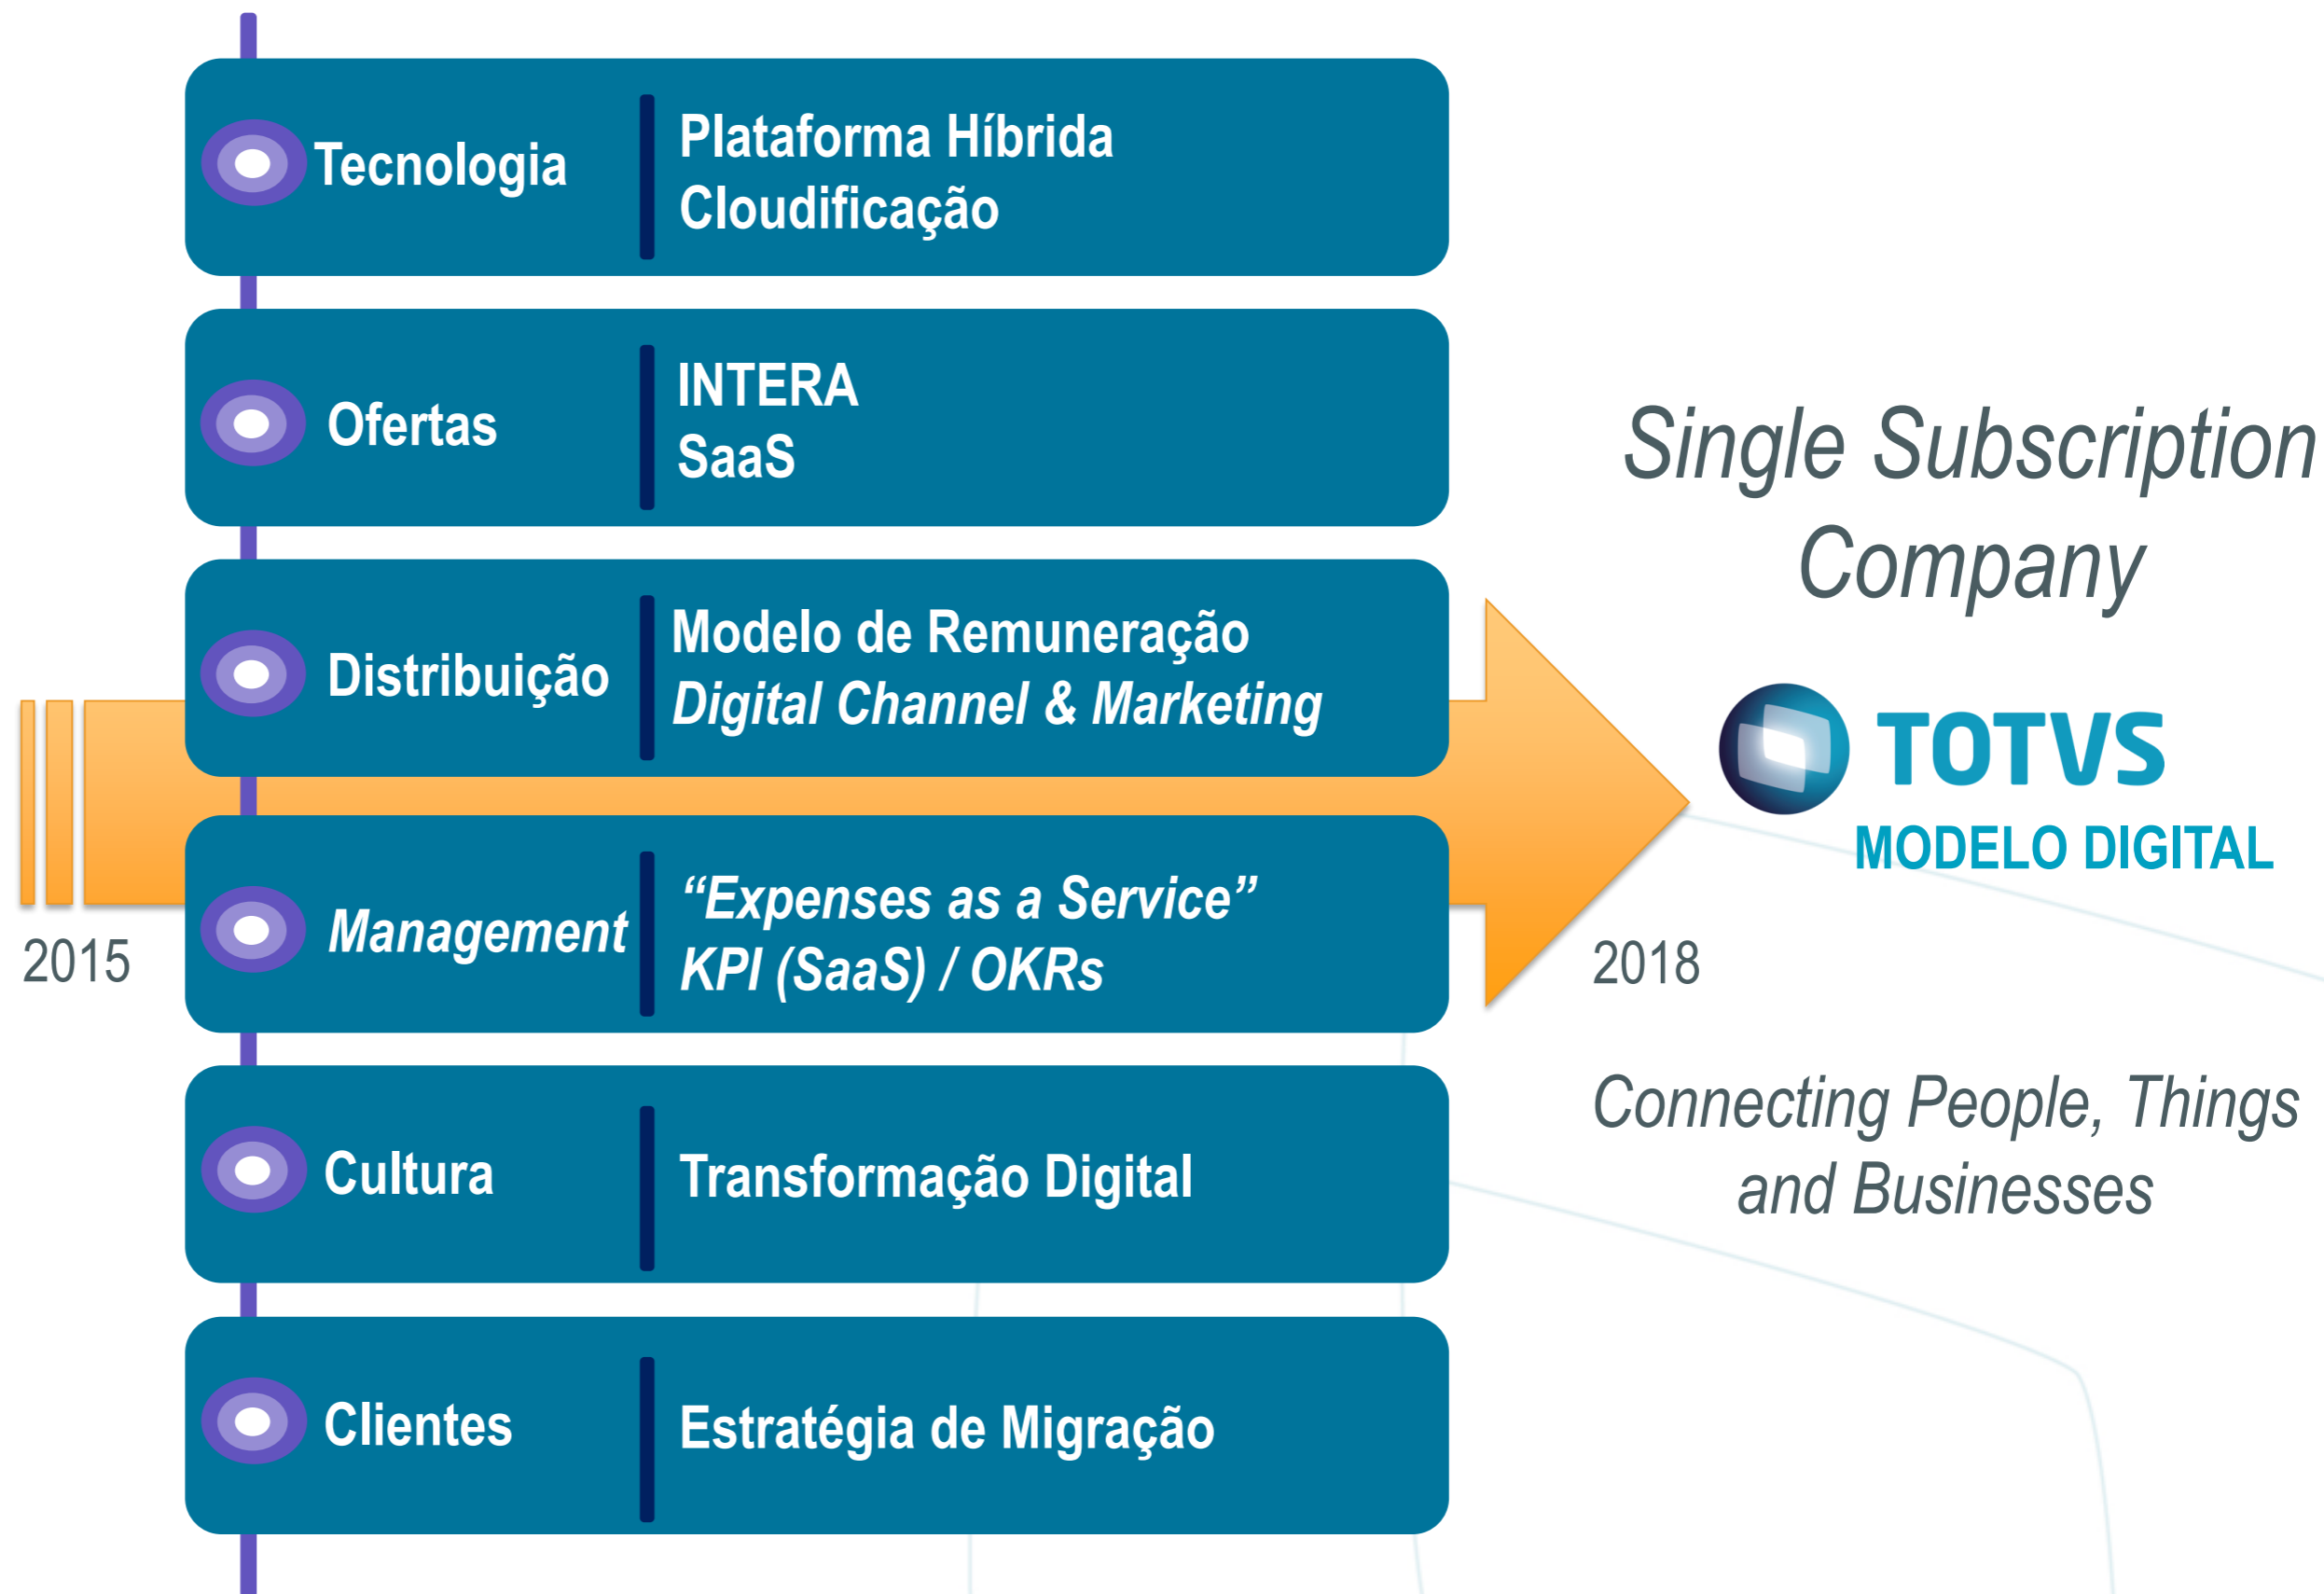 Tecnologia
Plataforma Híbrida
Cloudificação
Ofertas
INTERA
SaaS
Distribuição
Modelo de Remuneração
Digital Channel & Marketing
Management
“Expenses as a Service”
KPI (SaaS) / OKRs
Cultura
Transformação Digital
Clientes
Estratégia de Migração
2015
2018
Single Subscription
Company
TOTVS
MODELO DIGITAL
Connecting People, Things
and Businesses